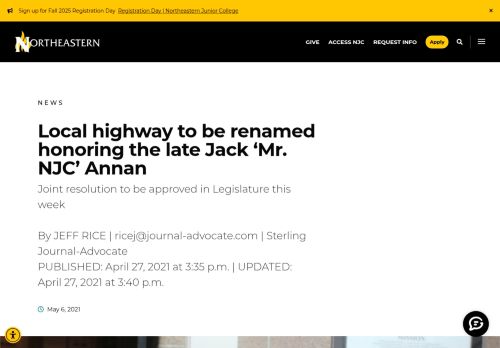 Sign up for Fall 2025 Registration Day Registration Day | Northeastern Junior College ×
NORTHEASTERN
GIVE ACCESS NJC REQUEST INFO Apply
NEWS
Local highway to be renamed
honoring the late Jack ‘Mr.
NJC’ Annan
Joint resolution to be approved in Legislature this
week
By JEFF RICE | ricej@journal-advocate.com | Sterling
Journal-Advocate
PUBLISHED: April 27, 2021 at 3:35 p.m. | UPDATED:
April 27, 2021 at 3:40 p.m.
May 6, 2021